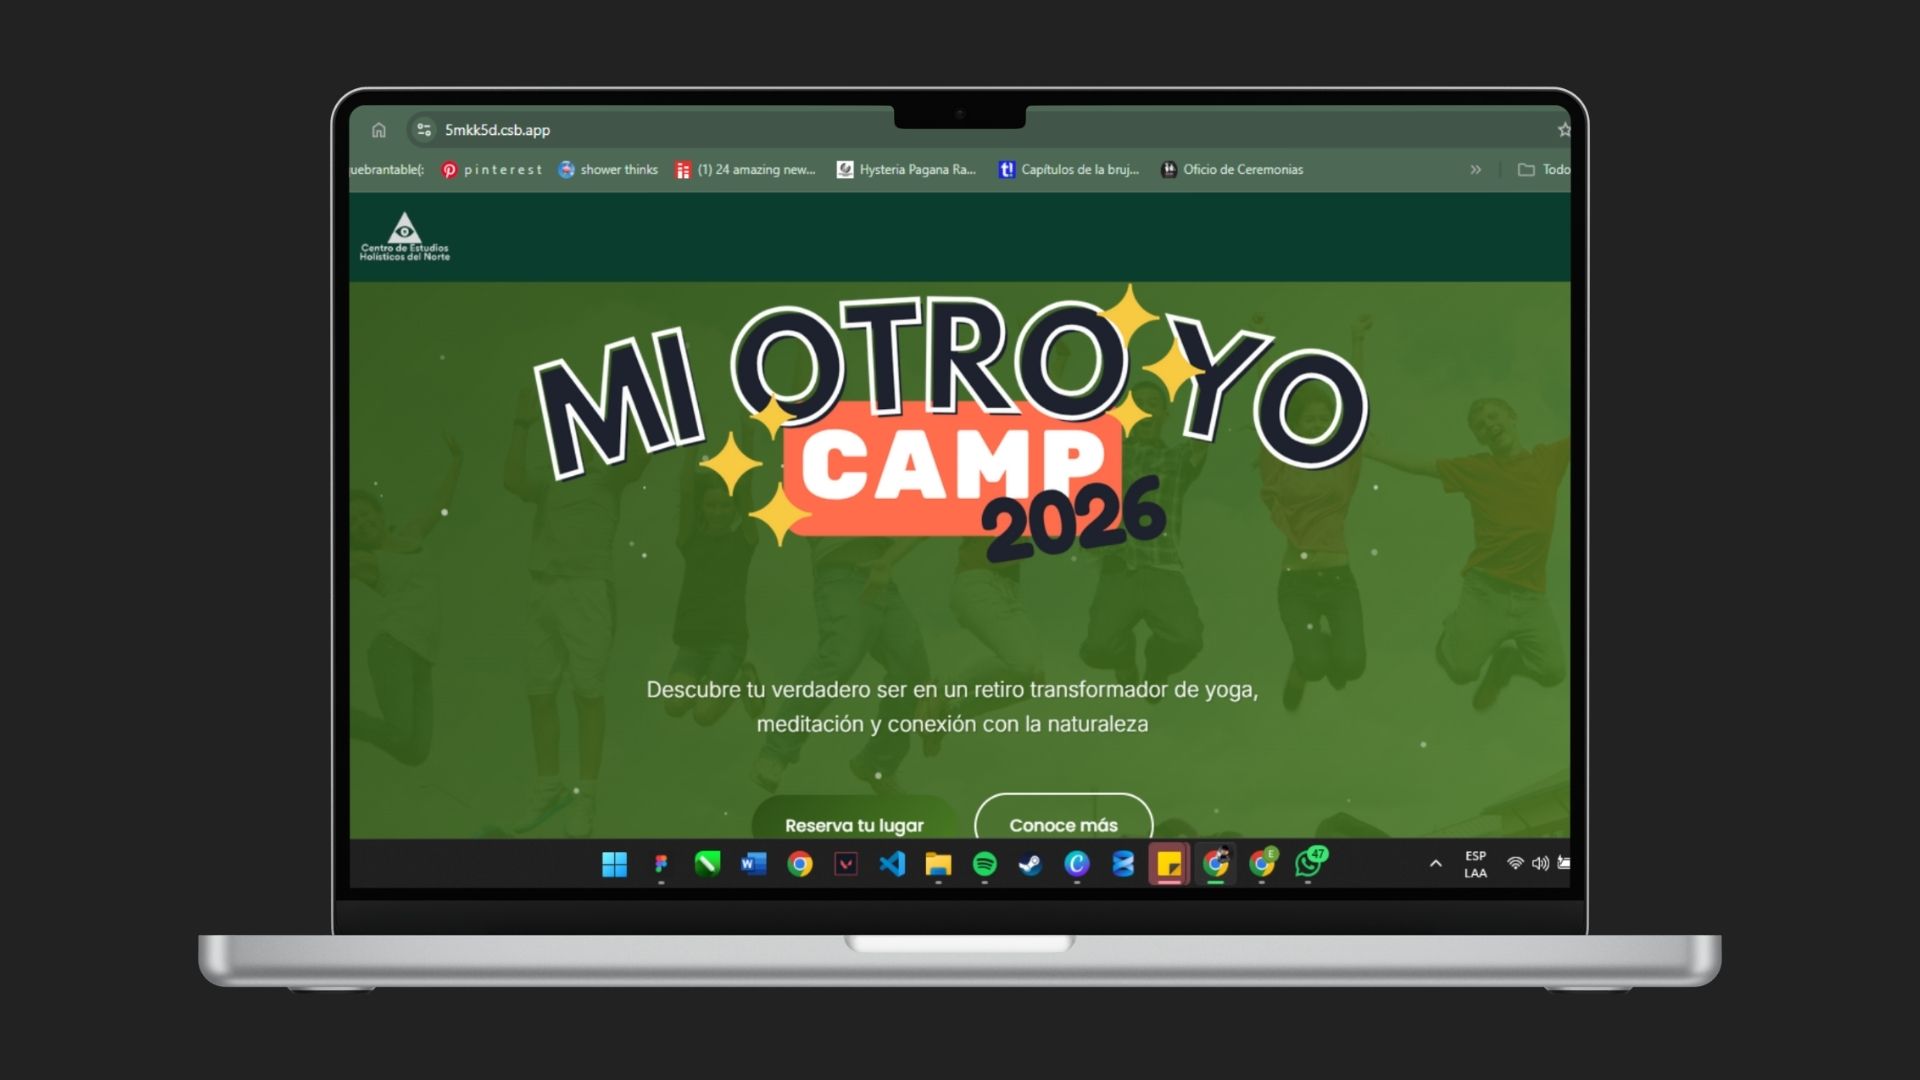 5mkk5d.csb.app
uebrantable(:
pinterest
shower thinks
(1) 24 amazing new...
Hysteria Pagana Ra...
Capítulos de la bruj...
Oficio de Ceremonias
»
Todo
Centro de Estudios
Holísticos del Norte
MI OTRO YO
CAMP
2026
Descubre tu verdadero ser en un retiro transformador de yoga,
meditación y conexión con la naturaleza
Reserva tu lugar
Conoce más
47
ESP
LAA